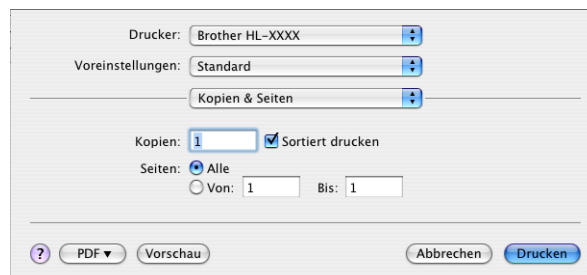 Drucker: Brother HL-XXXX
Voreinstellungen: Standard
Kopien & Seiten
Kopien: 1 Sortiert drucken
Seiten: Alle
Von: 1 Bis: 1
? PDF ▼ Vorschau Abbrechen Drucken